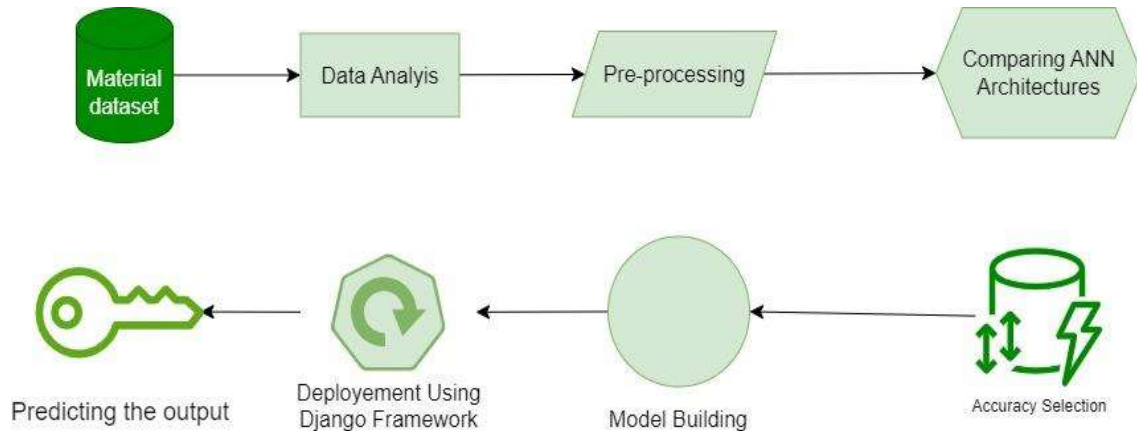 Material
dataset
Data Analyis
Pre-processing
Comparing ANN
Architectures
Predicting the output
Deployement Using
Django Framework
Model Building
Accuracy Selection